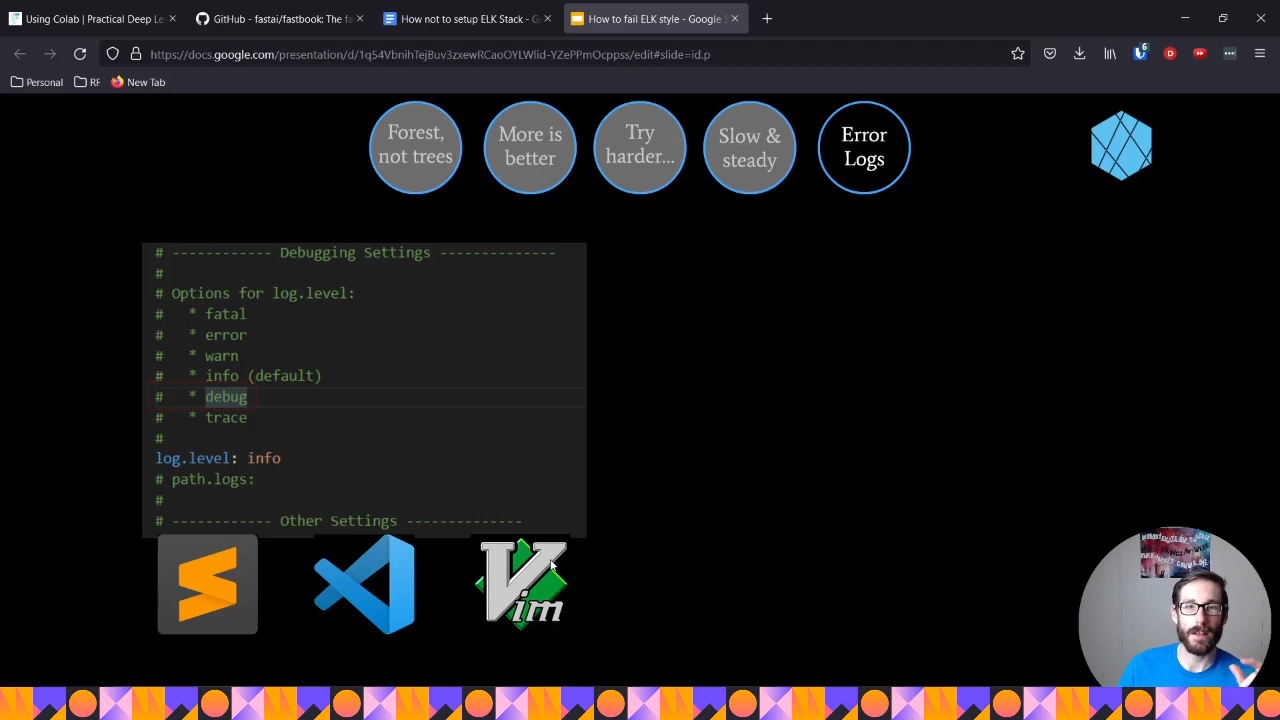 Using Colab | Practical Deep Le
GitHub - fastai/fastbook: The fa
How not to setup ELK Stack - Go
How to fail ELK style - Google S
https://docs.google.com/presentation/d/1q54VbnihTejBuv3zxewRCaoOYLWlid-YZePPmOcppss/edit#slide=id.p
6
Personal
RF
New Tab
Forest,
not trees
More is
better
Try
harder...
Slow &
steady
Error
Logs
# ------------ Debugging Settings --------------
#
# Options for log.level:
# * fatal
# * error
# * warn
# * info (default)
# * debug
# * trace
#
log.level: info
# path.logs:
#
# ------------ Other Settings --------------
Vim